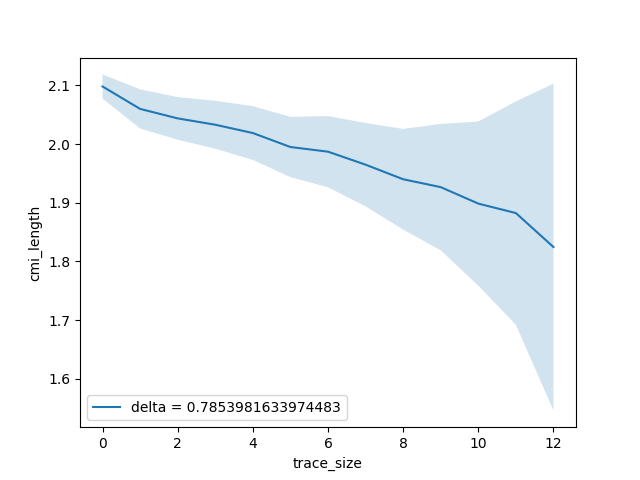 cmi_length
2.1
2.0
1.9
1.8
1.7
1.6
delta = 0.7853981633974483
0 2 4 6 8 10 12
trace_size